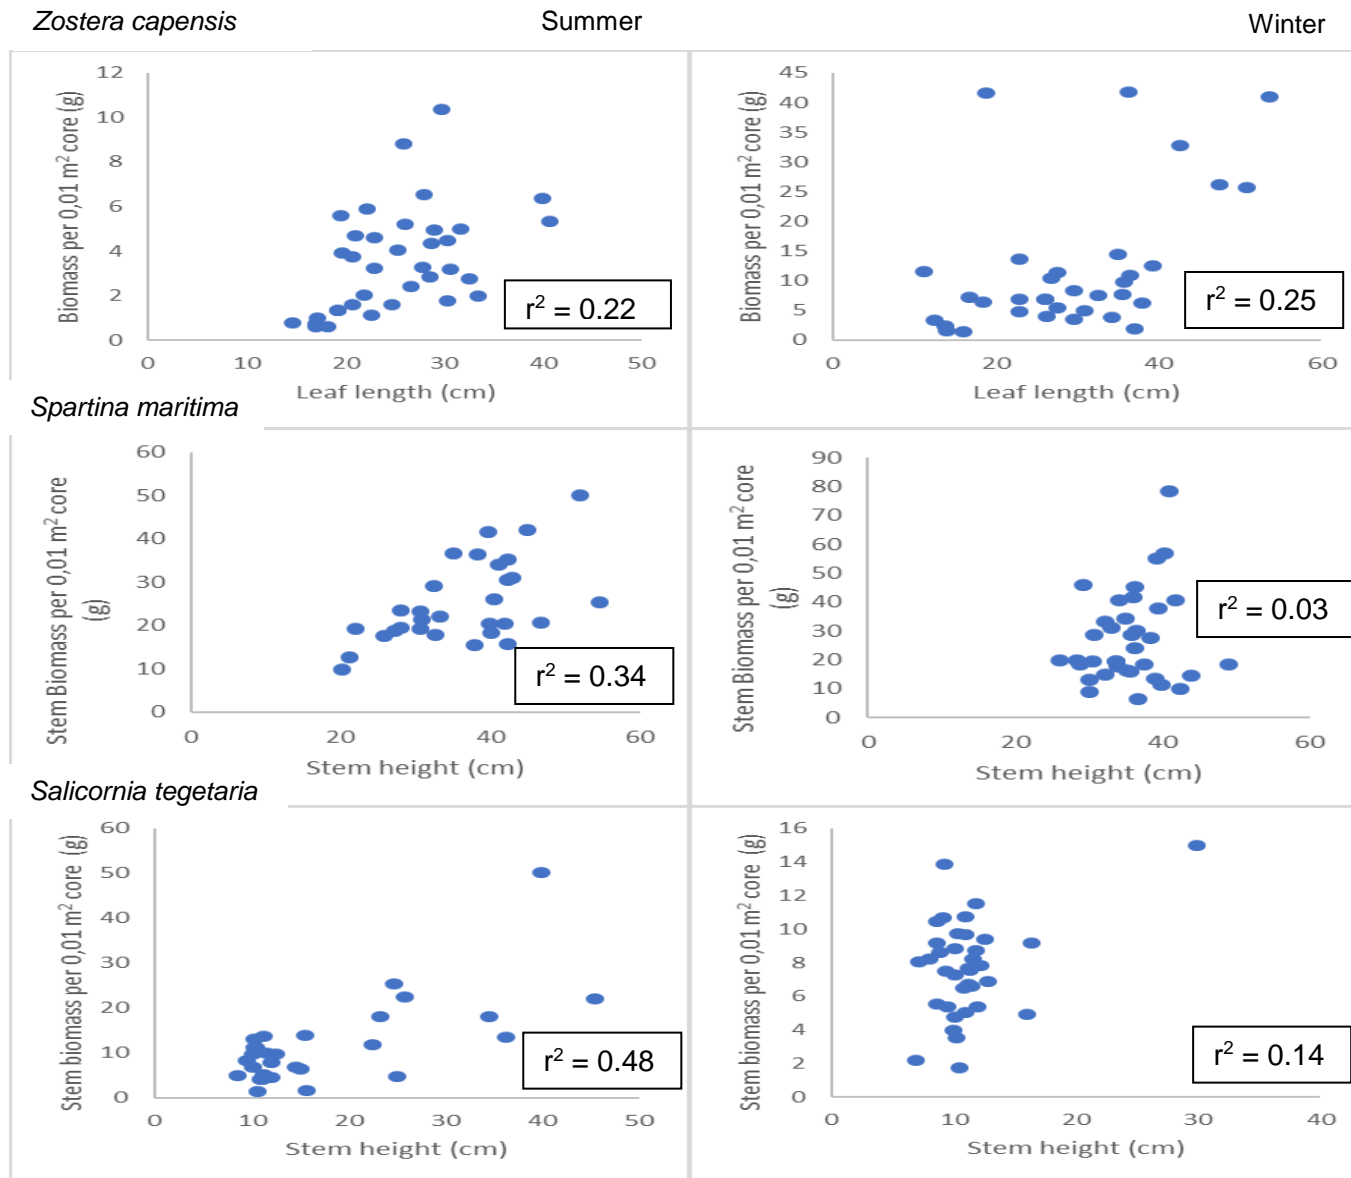 Zostera capensis
Summer
Winter
Biomass per 0,01 m² core (g)
12
10
8
6
4
2
0
0 10 20 30 40 50
Leaf length (cm)
r² = 0.22
Biomass per 0,01 m² core (g)
45
40
35
30
25
20
15
10
5
0
0 20 40 60
Leaf length (cm)
r² = 0.25
Spartina maritima
Stem Biomass per 0,01 m² core
(g)
60
50
40
30
20
10
0
0 20 40 60
Stem height (cm)
r² = 0.34
Stem Biomass per 0,01 m² core
(g)
90
80
70
60
50
40
30
20
10
0
0 20 40 60
Stem height (cm)
r² = 0.03
Salicornia tegetaria
Stem biomass per 0,01 m² core (g)
60
50
40
30
20
10
0
0 10 20 30 40 50
Stem height (cm)
r² = 0.48
Stem biomass per 0,01 m² core (g)
16
14
12
10
8
6
4
2
0
0 10 20 30 40
Stem height (cm)
r² = 0.14